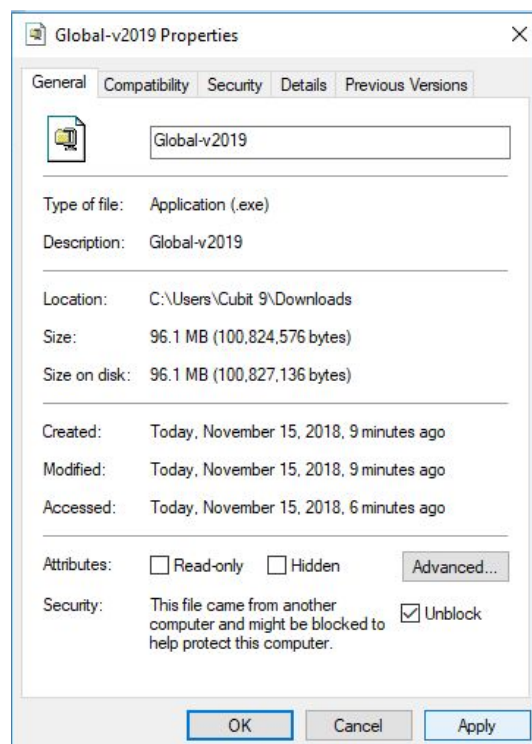 Global-v2019 Properties
General Compatibility Security Details Previous Versions
Global-v2019
Type of file: Application (.exe)
Description: Global-v2019
Location: C:\Users\Cubit 9\Downloads
Size: 96.1 MB (100,824,576 bytes)
Size on disk: 96.1 MB (100,827,136 bytes)
Created: Today, November 15, 2018, 9 minutes ago
Modified: Today, November 15, 2018, 9 minutes ago
Accessed: Today, November 15, 2018, 6 minutes ago
Attributes: Read-only Hidden Advanced...
Security: This file came from another
computer and might be blocked to
help protect this computer.
Unblock
OK Cancel Apply